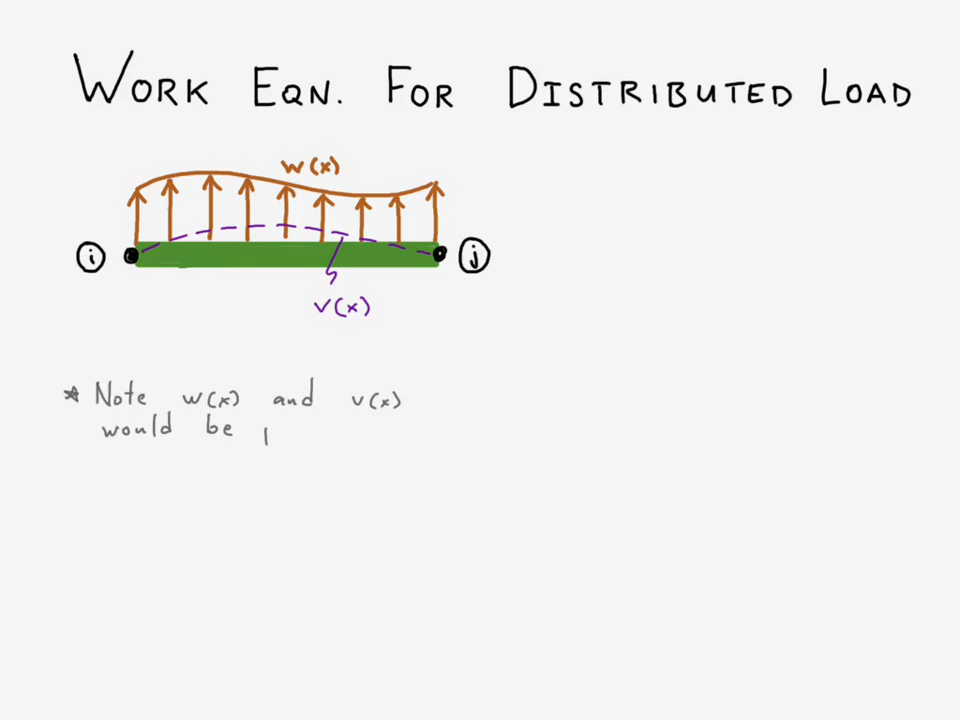 WORK EQN. FOR DISTRIBUTED LOAD
w(x)
i
j
v(x)
* Note w(x) and v(x)
would be